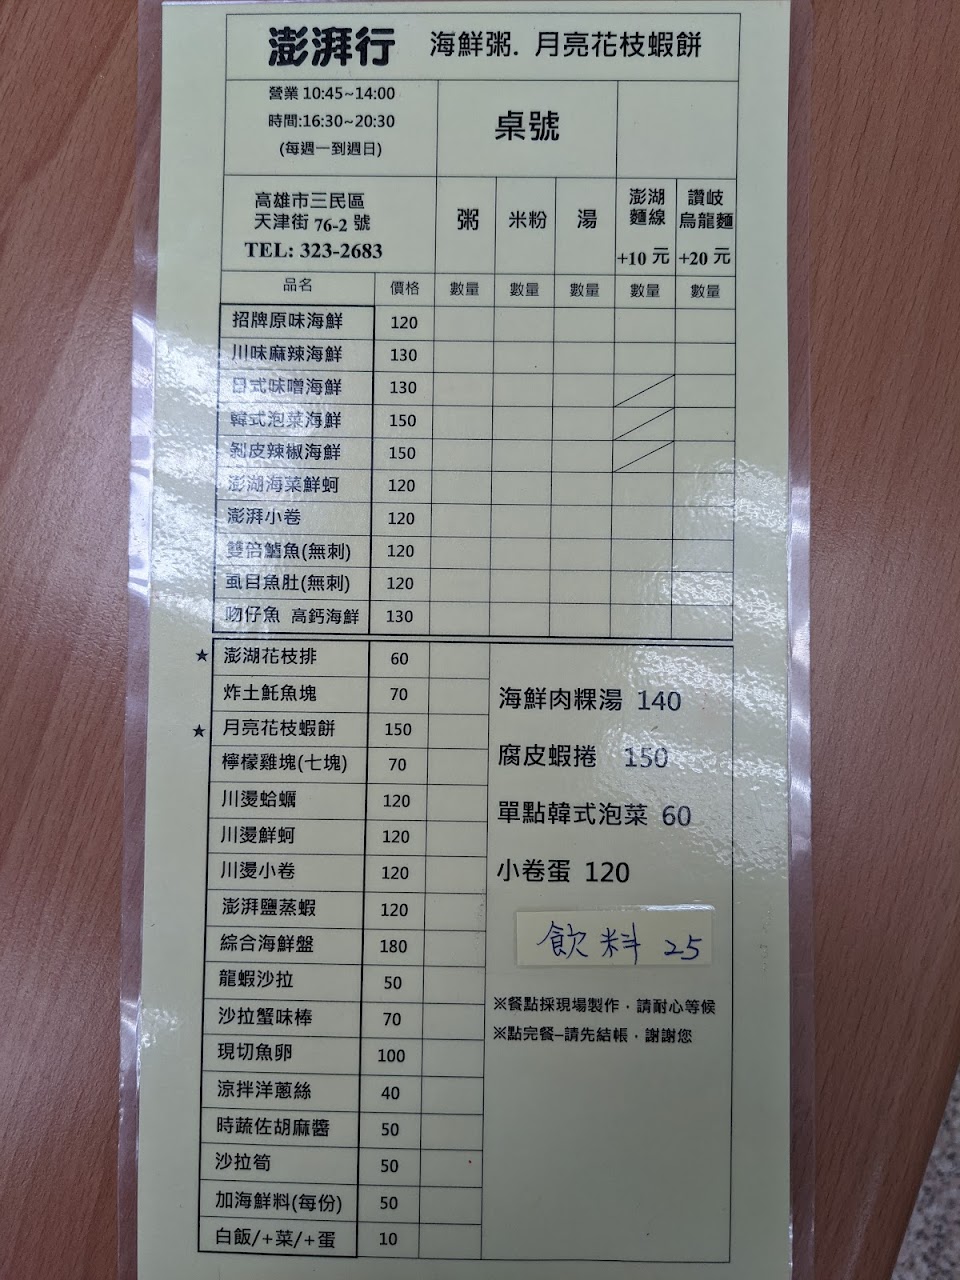 澎湃行 海鮮粥. 月亮花枝蝦餅
營業 10:45~14:00
時間:16:30~20:30
(每週一到週日)
桌號
高雄市三民區
天津街 76-2 號
TEL: 323-2683
粥 米粉 湯 澎湖麵線 +10 元 讚岐烏龍麵 +20 元
品名 價格 數量 數量 數量 數量 數量
招牌原味海鮮 120
川味麻辣海鮮 130
日式味噌海鮮 130
韓式泡菜海鮮 150
剝皮辣椒海鮮 150
澎湖海菜鮮蚵 120
澎湃小卷 120
雙倍鱸魚(無刺) 120
虱目魚肚(無刺) 120
吻仔魚 高鈣海鮮 130
★ 澎湖花枝排 60
炸土魠魚塊 70
★ 月亮花枝蝦餅 150
檸檬雞塊(七塊) 70
川燙蛤蠣 120
川燙鮮蚵 120
川燙小卷 120
澎湃鹽蒸蝦 120
綜合海鮮盤 180
龍蝦沙拉 50
沙拉蟹味棒 70
現切魚卵 100
涼拌洋蔥絲 40
時蔬佐胡麻醬 50
沙拉筍 50
加海鮮料(每份) 50
白飯/+菜/+蛋 10
海鮮肉粿湯 140
腐皮蝦捲 150
單點韓式泡菜 60
小卷蛋 120
飲料 25
※餐點採現場製作，請耐心等候
※點完餐–請先結帳，謝謝您